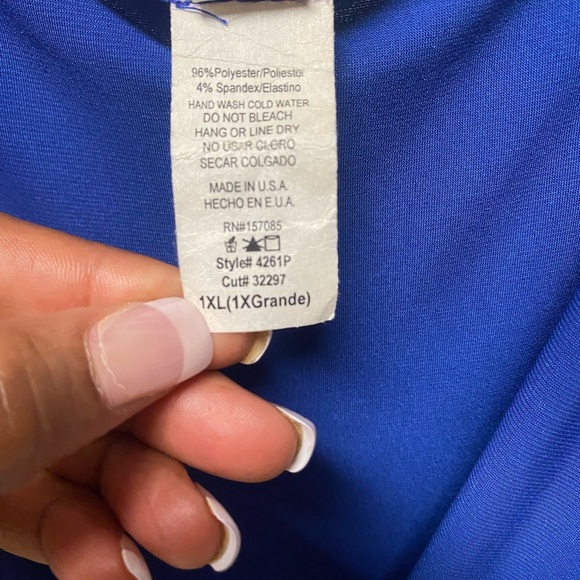 96%Polyester/Poliester
4% Spandex/Elastino
HAND WASH COLD WATER
DO NOT BLEACH
HANG OR LINE DRY
NO USAR CLORO
SECAR COLGADO
MADE IN U.S.A.
HECHO EN E.U.A.
RN#157085
Style# 4261P
Cut# 32297
1XL(1XGrande)